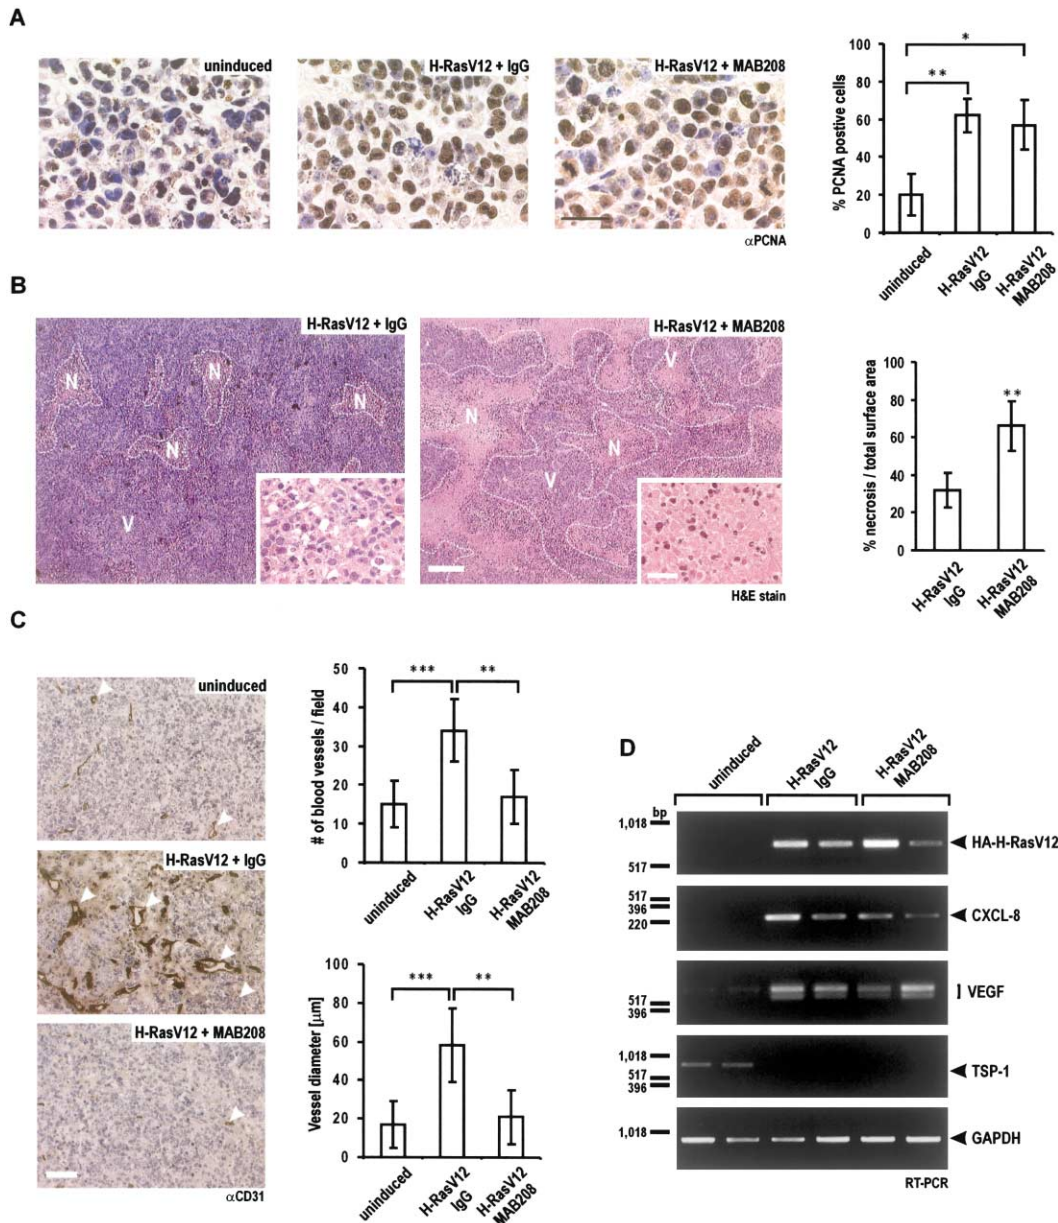 A
uninduced
H-RasV12 + IgG
H-RasV12 + MAB208
αPCNA
% PCNA postive cells
100
80
60
40
20
0
*
**
uninduced
H-RasV12
IgG
H-RasV12
MAB208
B
H-RasV12 + IgG
N
N
N
N
V
H-RasV12 + MAB208
V
N
N
V
H&E stain
% necrosis / total surface area
100
80
60
40
20
0
**
H-RasV12
IgG
H-RasV12
MAB208
C
uninduced
H-RasV12 + IgG
H-RasV12 + MAB208
αCD31
# of blood vessels / field
50
40
30
20
10
0
***
**
uninduced
H-RasV12
IgG
H-RasV12
MAB208
Vessel diameter [μm]
100
80
60
40
20
0
***
**
uninduced
H-RasV12
IgG
H-RasV12
MAB208
D
uninduced
H-RasV12
IgG
H-RasV12
MAB208
bp
1,018
517
HA-H-RasV12
517
396
220
CXCL-8
517
396
] VEGF
1,018
517
396
TSP-1
1,018
GAPDH
RT-PCR